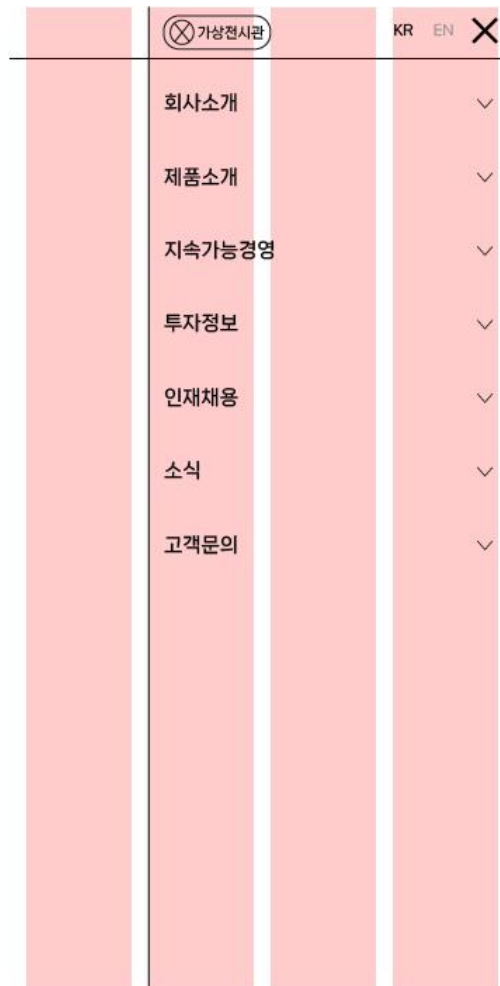 가상전시관 KR EN
회사소개
제품소개
지속가능경영
투자정보
인재채용
소식
고객문의